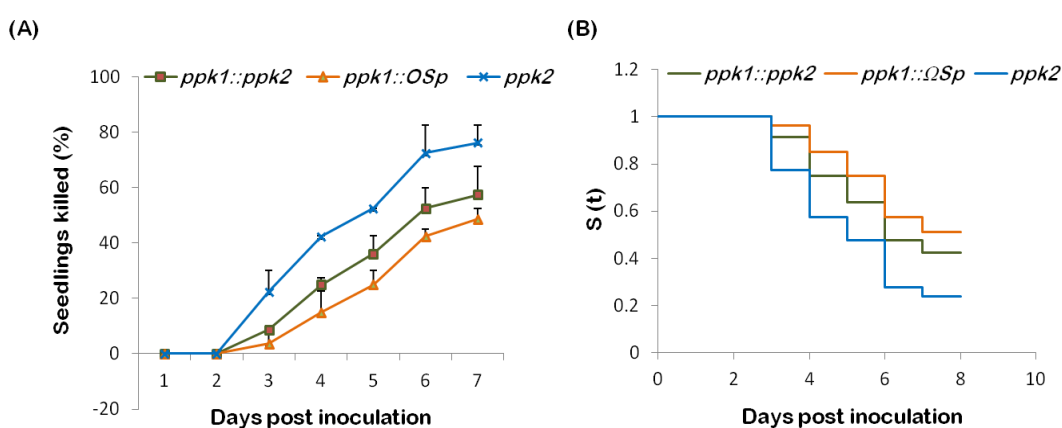 (A)
ppk1::ppk2 ppk1::OSp ppk2
Seedlings killed (%)
100
80
60
40
20
0
-20
1 2 3 4 5 6 7
Days post inoculation
(B)
ppk1::ppk2 ppk1::ΩSp ppk2
S (t)
1.2
1
0.8
0.6
0.4
0.2
0
0 2 4 6 8 10
Days post inoculation